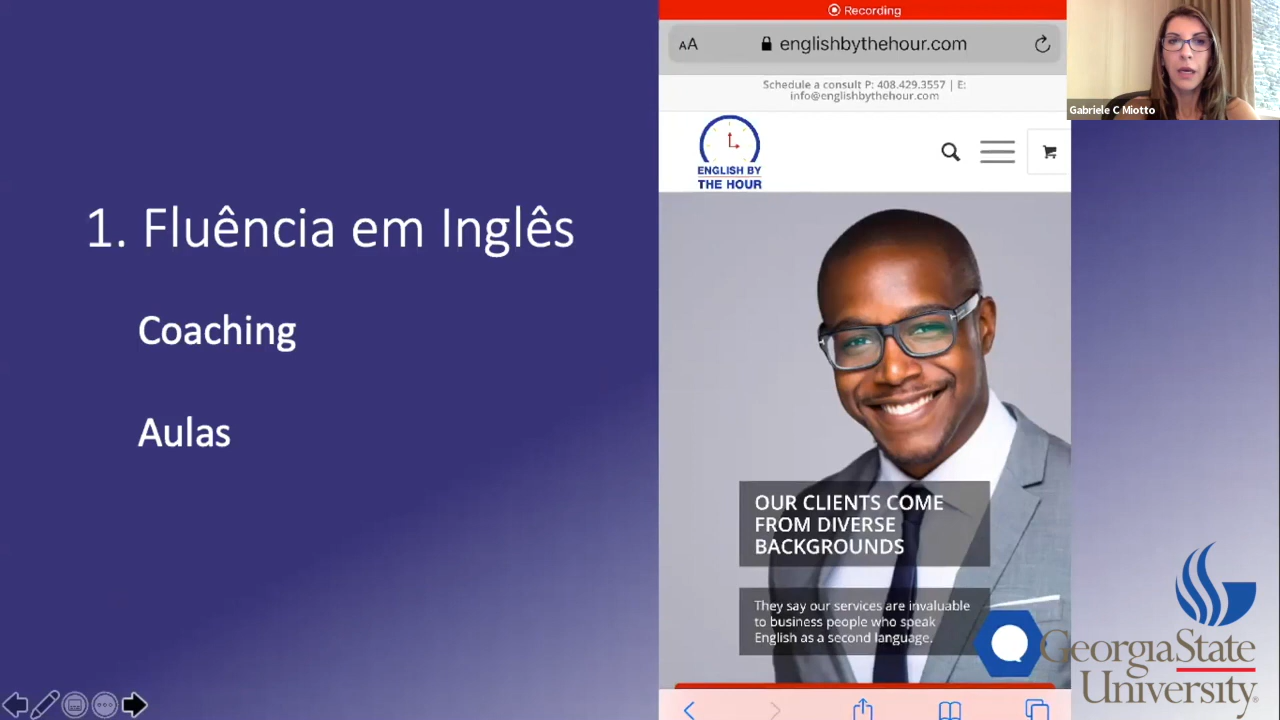 1. Fluência em Inglês
Coaching
Aulas
Recording
AA
englishbythehour.com
Schedule a consult P: 408.429.3557 | E:
info@englishbythehour.com
ENGLISH BY
THE HOUR
OUR CLIENTS COME
FROM DIVERSE
BACKGROUNDS
They say our services are invaluable
to business people who speak
English as a second language.
Gabriele C Miotto
GeorgiaState
University